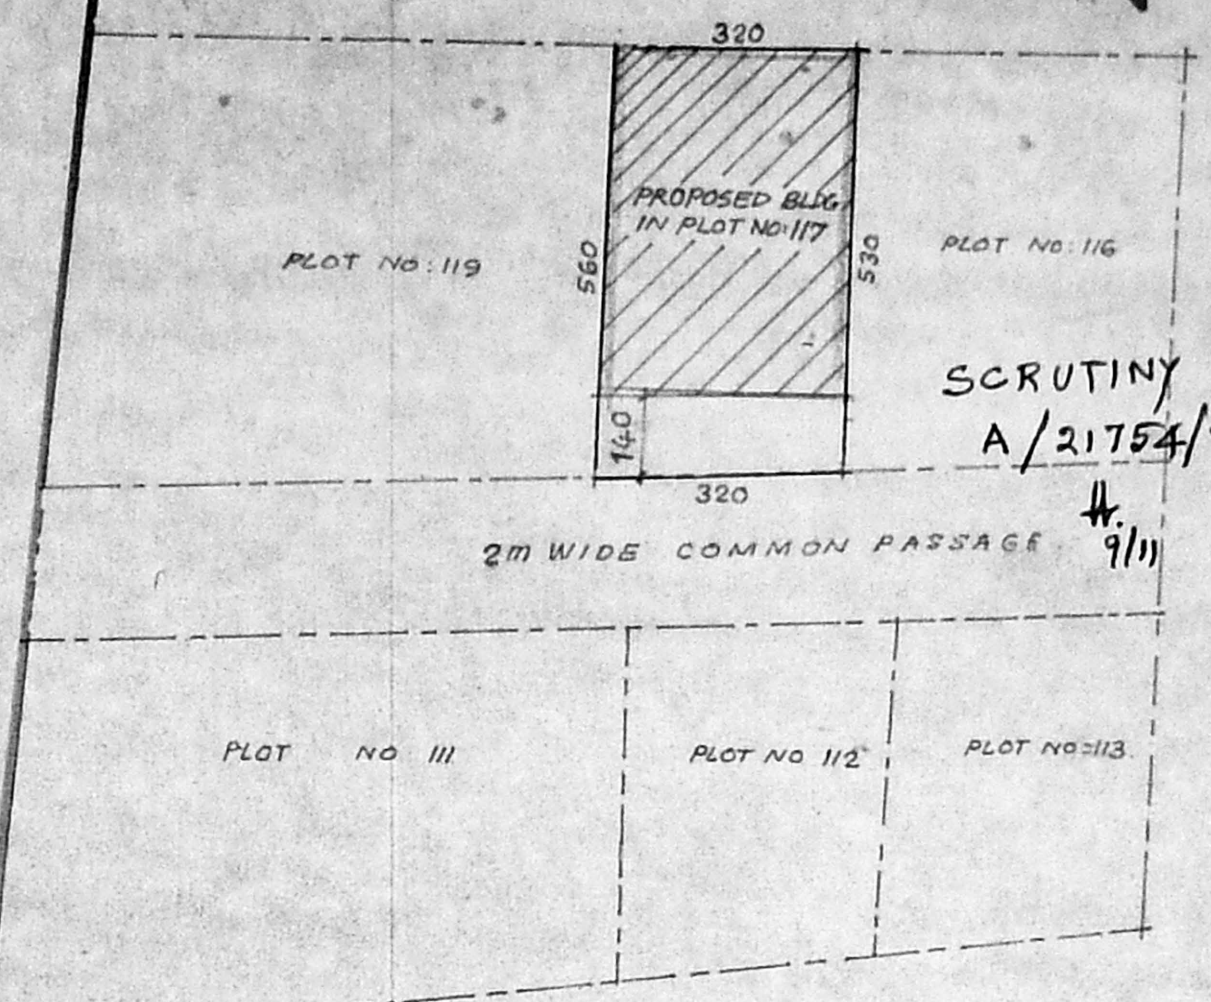 320
PROPOSED BLDG
IN PLOT NO:117
560
530
PLOT NO:119
PLOT NO:116
SCRUTINY
A/21754/
140
320
9/11
2m WIDE COMMON PASSAGE
PLOT NO 111
PLOT NO 112
PLOT NO=113